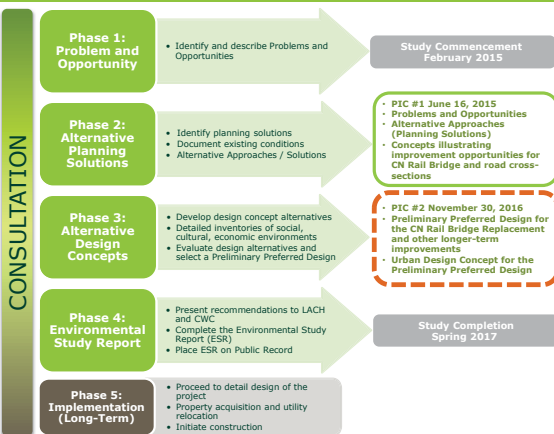 CONSULTATION
Phase 1:
Problem and
Opportunity
• Identify and describe Problems and
Opportunities
Study Commencement
February 2015
Phase 2:
Alternative
Planning
Solutions
• Identify planning solutions
• Document existing conditions
• Alternative Approaches / Solutions
• PIC #1 June 16, 2015
• Problems and Opportunities
• Alternative Approaches
(Planning Solutions)
• Concepts illustrating
improvement opportunities for
CN Rail Bridge and road cross-
sections
Phase 3:
Alternative
Design
Concepts
• Develop design concept alternatives
• Detailed inventories of social,
cultural, economic environments
• Evaluate design alternatives and
select a Preliminary Preferred Design
• PIC #2 November 30, 2016
• Preliminary Preferred Design for
the CN Rail Bridge Replacement
and other longer-term
improvements
• Urban Design Concept for the
Preliminary Preferred Design
Phase 4:
Environmental
Study Report
• Present recommendations to LACH
and CWC
• Complete the Environmental Study
Report (ESR)
• Place ESR on Public Record
Study Completion
Spring 2017
Phase 5:
Implementation
(Long-Term)
• Proceed to detail design of the
project
• Property acquisition and utility
relocation
• Initiate construction